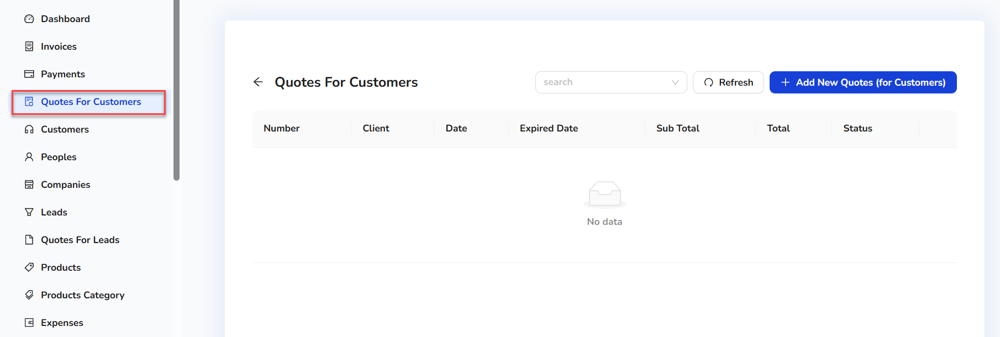 Dashboard
Invoices
Payments
Quotes For Customers
Customers
Peoples
Companies
Leads
Quotes For Leads
Products
Products Category
Expenses
Quotes For Customers
search
Refresh
Add New Quotes (for Customers)
Number Client Date Expired Date Sub Total Total Status
No data